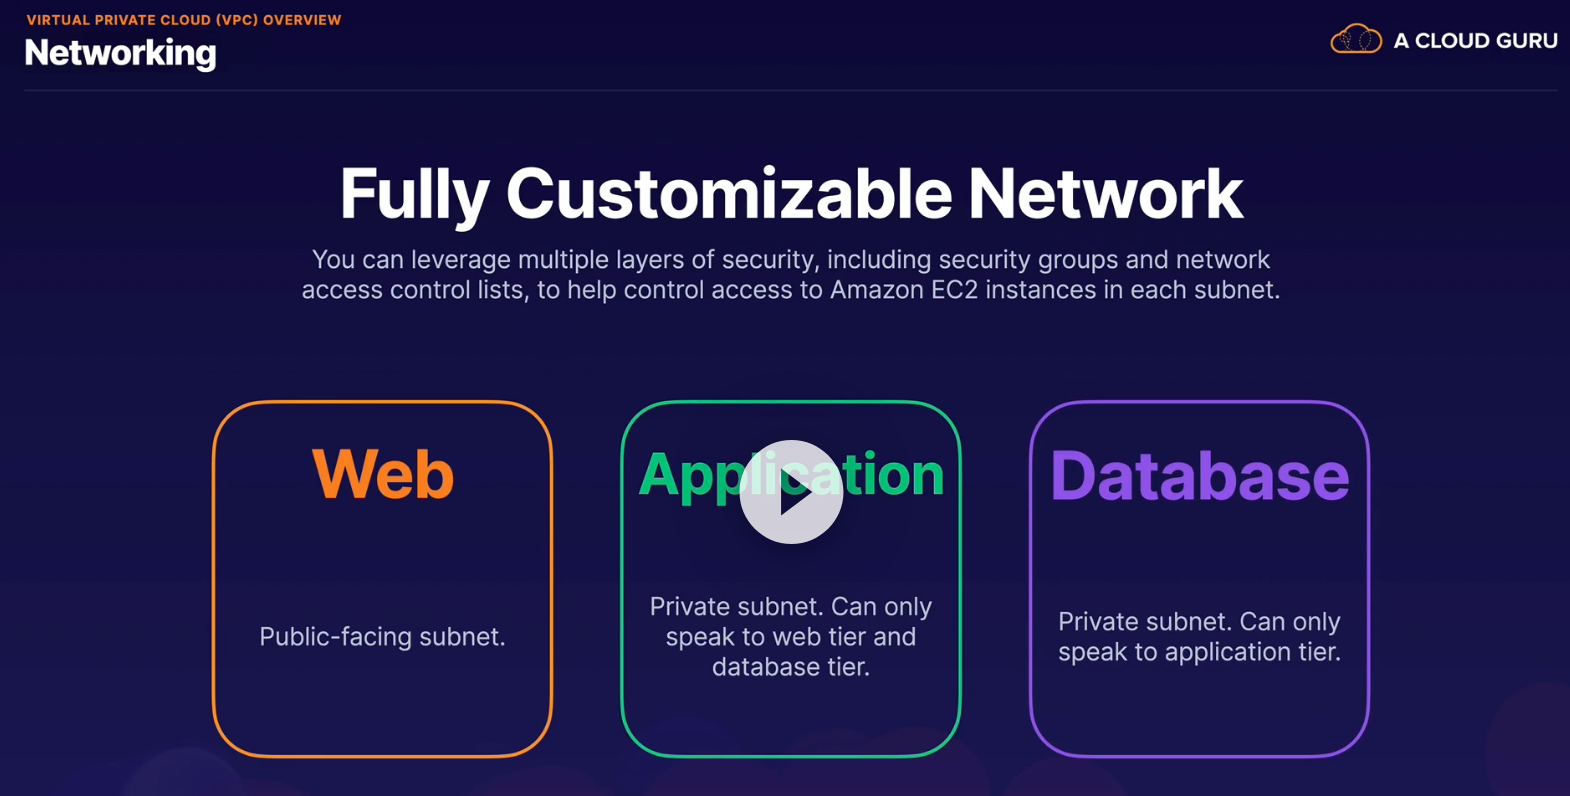 VIRTUAL PRIVATE CLOUD (VPC) OVERVIEW
Networking
A CLOUD GURU
Fully Customizable Network
You can leverage multiple layers of security, including security groups and network
access control lists, to help control access to Amazon EC2 instances in each subnet.
Web
Public-facing subnet.
Application
Private subnet. Can only
speak to web tier and
database tier.
Database
Private subnet. Can only
speak to application tier.